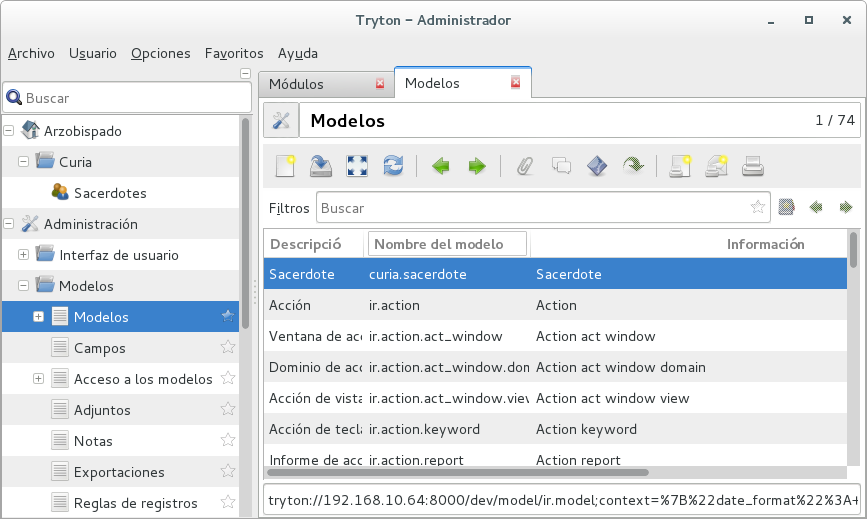 Tryton - Administrador
Archivo Usuario Opciones Favoritos Ayuda
Buscar
Arzobispado
Curia
Sacerdotes
Administración
Interfaz de usuario
Modelos
Modelos
Campos
Acceso a los modelos
Adjuntos
Notas
Exportaciones
Reglas de registros
Módulos Modelos
Modelos 1 / 74
Filtros Buscar
Descripció Nombre del modelo Información
Sacerdote curia.sacerdote Sacerdote
Acción ir.action Action
Ventana de acc ir.action.act_window Action act window
Dominio de acc ir.action.act_window.don Action act window domain
Acción de vista ir.action.act_window.viev Action act window view
Acción de tecla ir.action.keyword Action keyword
Informe de acc ir.action.report Action report
tryton://192.168.10.64:8000/dev/model/ir.model;context=%7B%22date_format%22%3A+